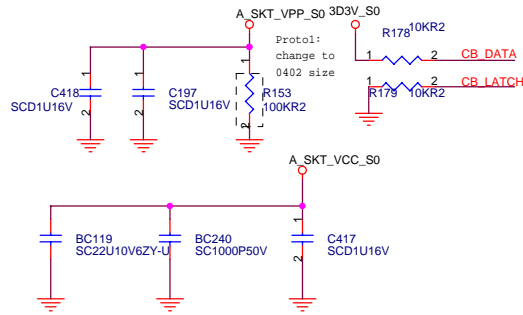 A_SKT_VPP_S0
3D3V_S0
Proto1:
change to
0402 size
R178
10KR2
1
2
CB_DATA
1
2
CB_LATCH
R179
10KR2
1
C418
SCD1U16V
2
1
C197
SCD1U16V
2
1
R153
100KR2
2
A_SKT_VCC_S0
BC119
SC22U10V6ZY-U
BC240
SC1000P50V
1
C417
SCD1U16V
2